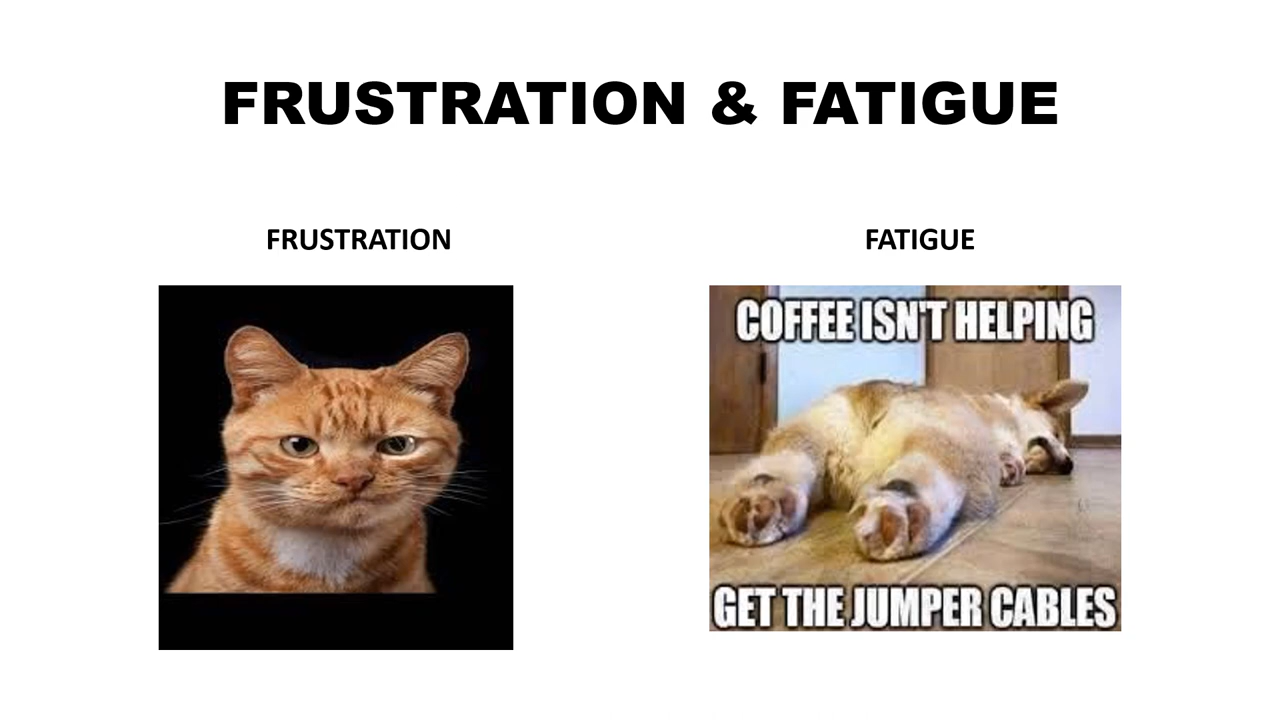 FRUSTRATION & FATIGUE
FRUSTRATION
FATIGUE
COFFEE ISN'T HELPING
GET THE JUMPER CABLES